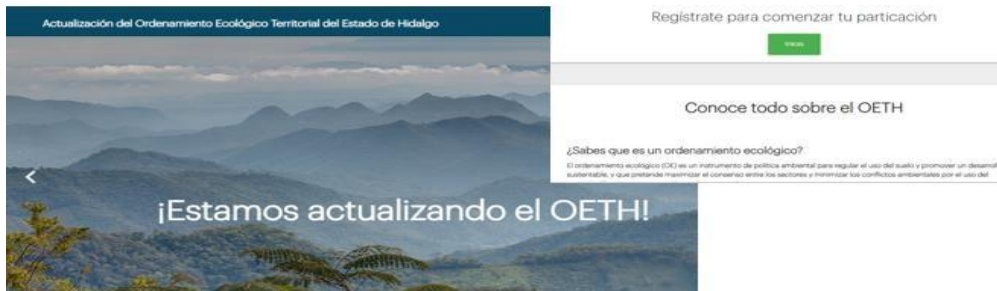 Actualización del Ordenamiento Ecológico Territorial del Estado de Hidalgo
¡Estamos actualizando el OETH!
Regístrate para comenzar tu particación
Conoce todo sobre el OETH
¿Sabes que es un ordenamiento ecológico?
El ordenamiento ecológico (OE) es un instrumento de política ambiental para regular el uso del suelo y promover un desarrol
sustentable, y que pretende maximizar el consenso entre los sectores y minimizar los conflictos ambientales por el uso del